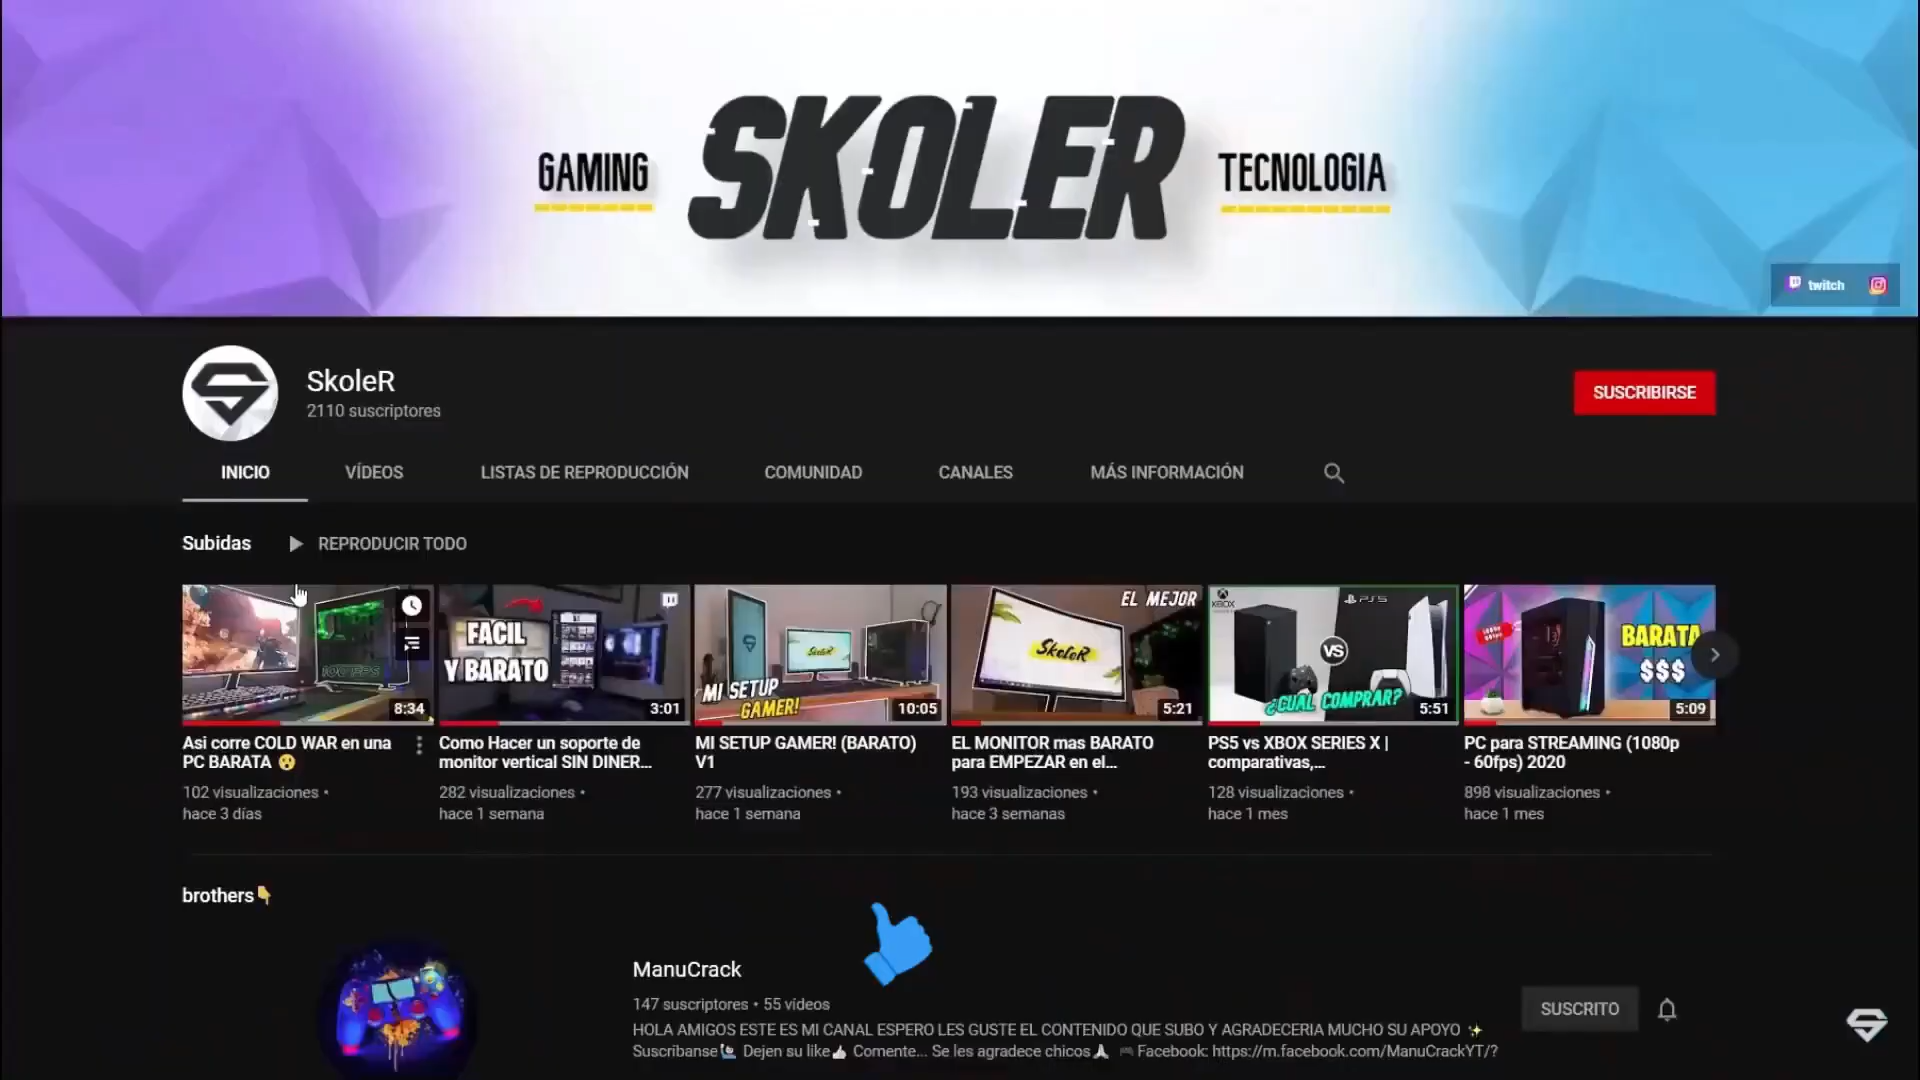 GAMING
SKOLER
TECNOLOGIA
twitch
SkoleR
2110 suscriptores
SUSCRIBIRSE
INICIO
VÍDEOS
LISTAS DE REPRODUCCIÓN
COMUNIDAD
CANALES
MÁS INFORMACIÓN
Subidas
REPRODUCIR TODO
100 FPS
8:34
FACIL
Y BARATO
3:01
SkoleR
MI SETUP
GAMER!
10:05
EL MEJOR
SkoleR
5:21
XBOX
PS5
VS
¿CUAL COMPRAR?
5:51
BARATA
$$$
5:09
Asi corre COLD WAR en una
PC BARATA 😯
102 visualizaciones •
hace 3 días
Como Hacer un soporte de
monitor vertical SIN DINER...
282 visualizaciones •
hace 1 semana
MI SETUP GAMER! (BARATO)
V1
277 visualizaciones •
hace 1 semana
EL MONITOR mas BARATO
para EMPEZAR en el...
193 visualizaciones •
hace 3 semanas
PS5 vs XBOX SERIES X |
comparativas,...
128 visualizaciones •
hace 1 mes
PC para STREAMING (1080p
- 60fps) 2020
898 visualizaciones •
hace 1 mes
brothers👇
ManuCrack
147 suscriptores • 55 vídeos
HOLA AMIGOS ESTE ES MI CANAL ESPERO LES GUSTE EL CONTENIDO QUE SUBO Y AGRADECERIA MUCHO SU APOYO ✨
Suscribanse🙋 Dejen su like👍 Comente... Se les agradece chicos🙏 🎮Facebook: https://m.facebook.com/ManuCrackYT/?
SUSCRITO